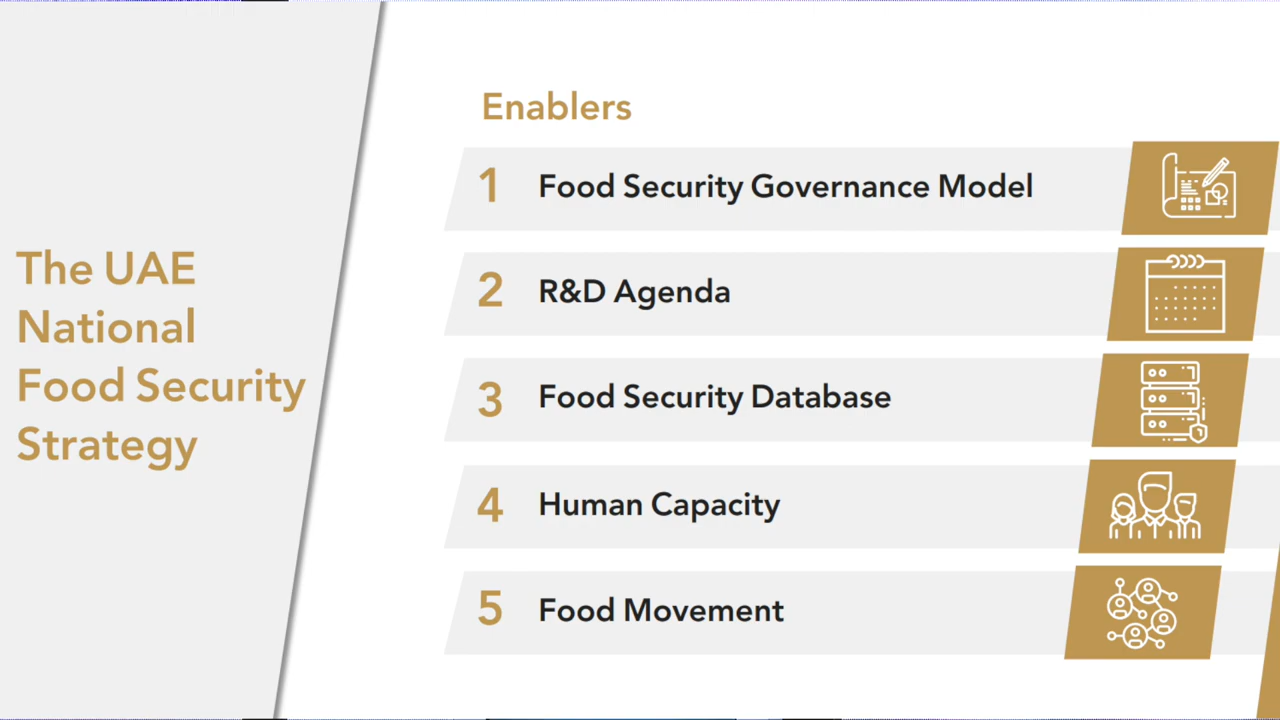 The UAE
National
Food Security
Strategy
Enablers
1 Food Security Governance Model
2 R&D Agenda
3 Food Security Database
4 Human Capacity
5 Food Movement